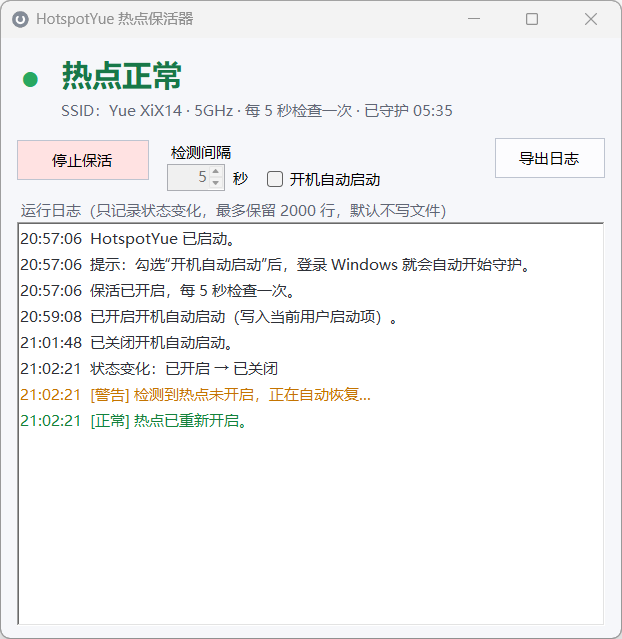 HotspotYue 热点保活器
热点正常
SSID：Yue XiX14 · 5GHz · 每 5 秒检查一次 · 已守护 05:35
停止保活
检测间隔
5 秒
开机自动启动
导出日志
运行日志（只记录状态变化，最多保留 2000 行，默认不写文件）
20:57:06 HotspotYue 已启动。
20:57:06 提示：勾选“开机自动启动”后，登录 Windows 就会自动开始守护。
20:57:06 保活已开启，每 5 秒检查一次。
20:59:08 已开启开机自动启动（写入当前用户启动项）。
21:01:48 已关闭开机自动启动。
21:02:21 状态变化：已开启 → 已关闭
21:02:21 [警告] 检测到热点未开启，正在自动恢复...
21:02:21 [正常] 热点已重新开启。